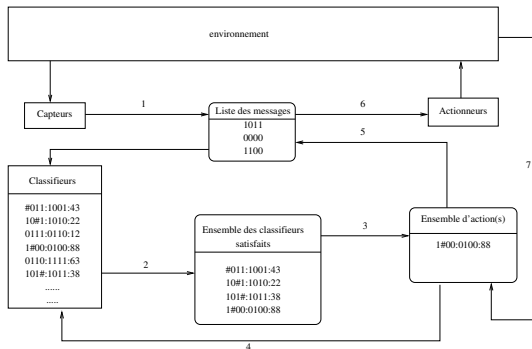 environnement
Capteurs
1
Liste des messages
1011
0000
1100
6
Actionneurs
5
7
Classifieurs
#011:1001:43
10#1:1010:22
0111:0110:12
1#00:0100:88
0110:1111:63
101#:1011:38
......
.....
2
Ensemble des classifieurs
satisfaits
#011:1001:43
10#1:1010:22
101#:1011:38
1#00:0100:88
3
Ensemble d'action(s)
1#00:0100:88
4